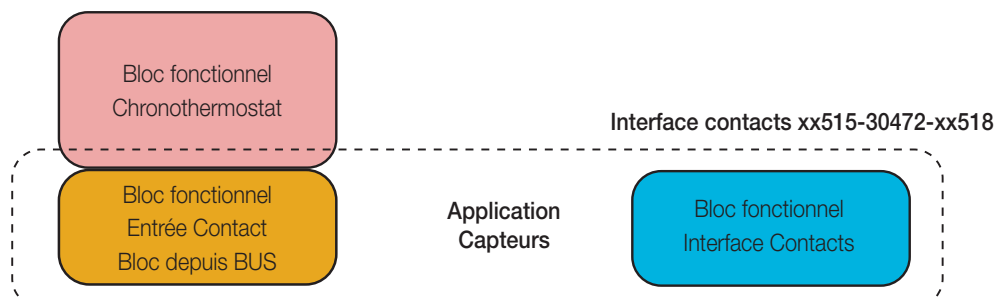 Bloc fonctionnel
Chronothermostat
Interface contacts xx515-30472-xx518
Bloc fonctionnel
Entrée Contact
Bloc depuis BUS
Application
Capteurs
Bloc fonctionnel
Interface Contacts